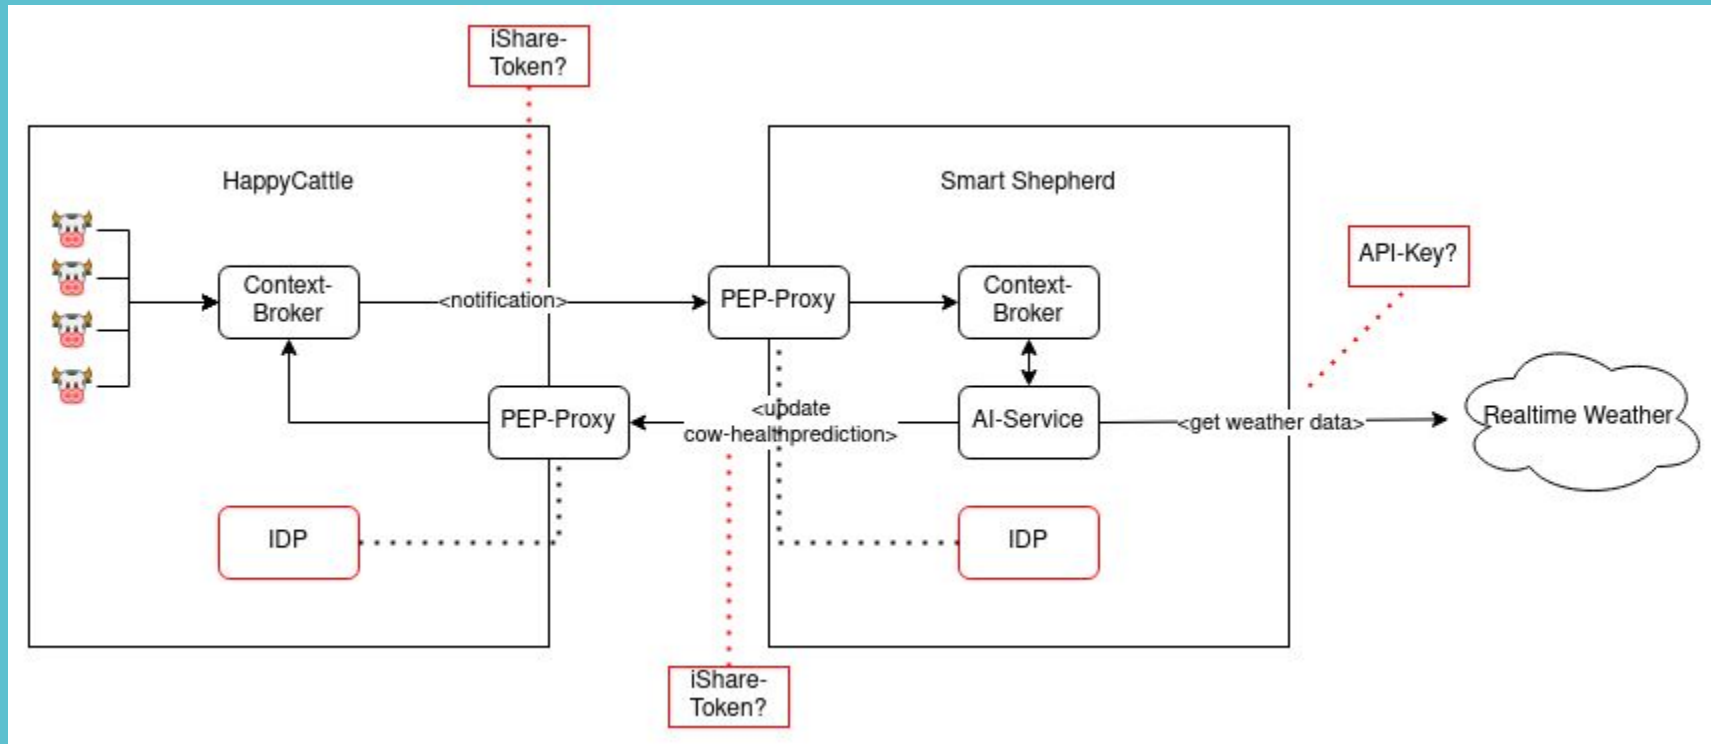 iShare-
Token?
HappyCattle
Smart Shepherd
API-Key?
Context-
Broker
<notification>
PEP-Proxy
Context-
Broker
PEP-Proxy
<update
cow-healthprediction>
AI-Service
<get weather data>
Realtime Weather
IDP
IDP
iShare-
Token?